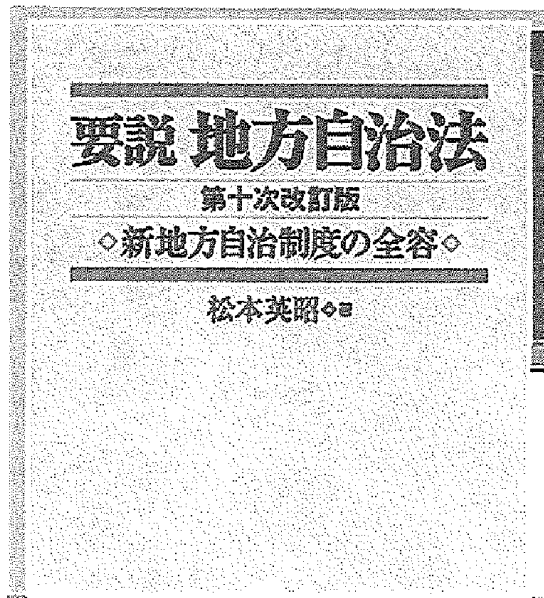 要説 地方自治法
第十次改訂版
◇新地方自治制度の全容◇
松本英昭◇著